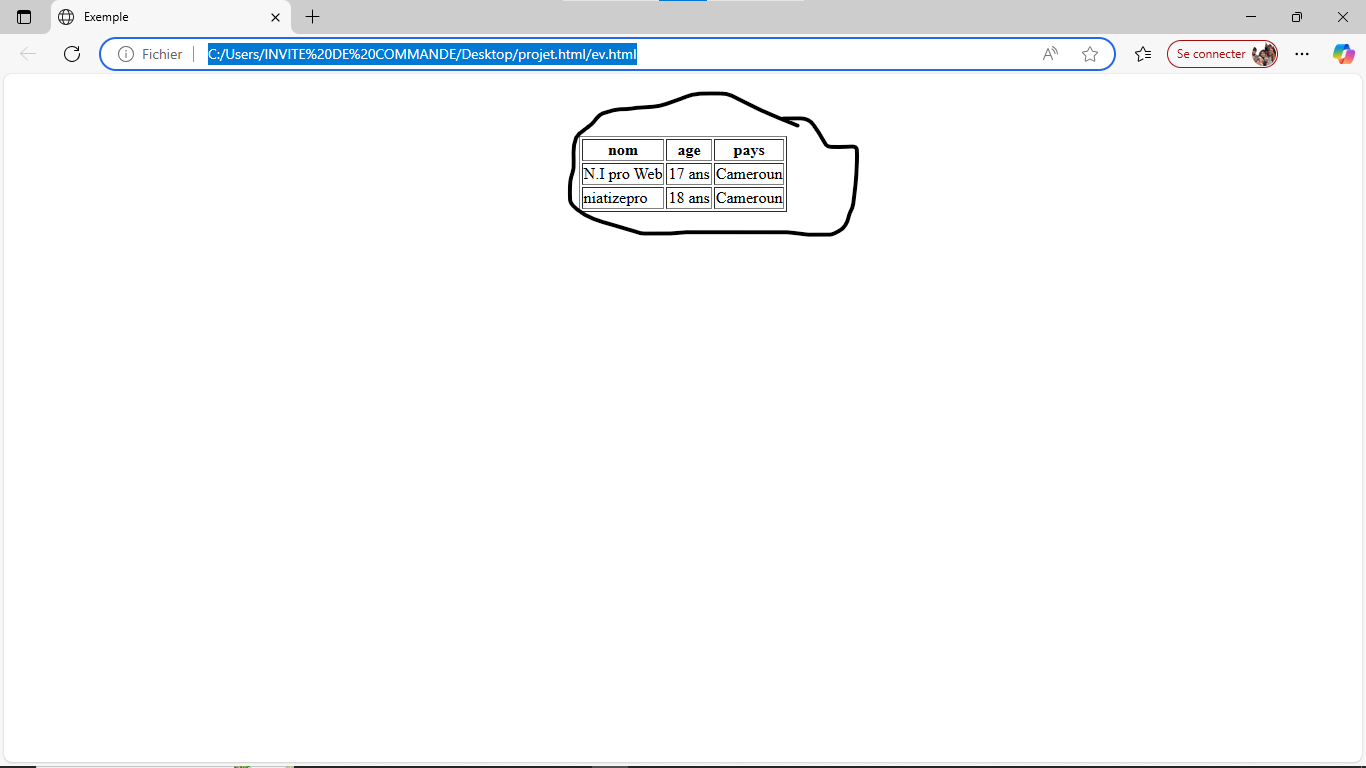 Exemple
Fichier C:/Users/INVITE%20DE%20COMMANDE/Desktop/projet.html/ev.html A Se connecter
nom age pays
N.I pro Web 17 ans Cameroun
niatizepro 18 ans Cameroun